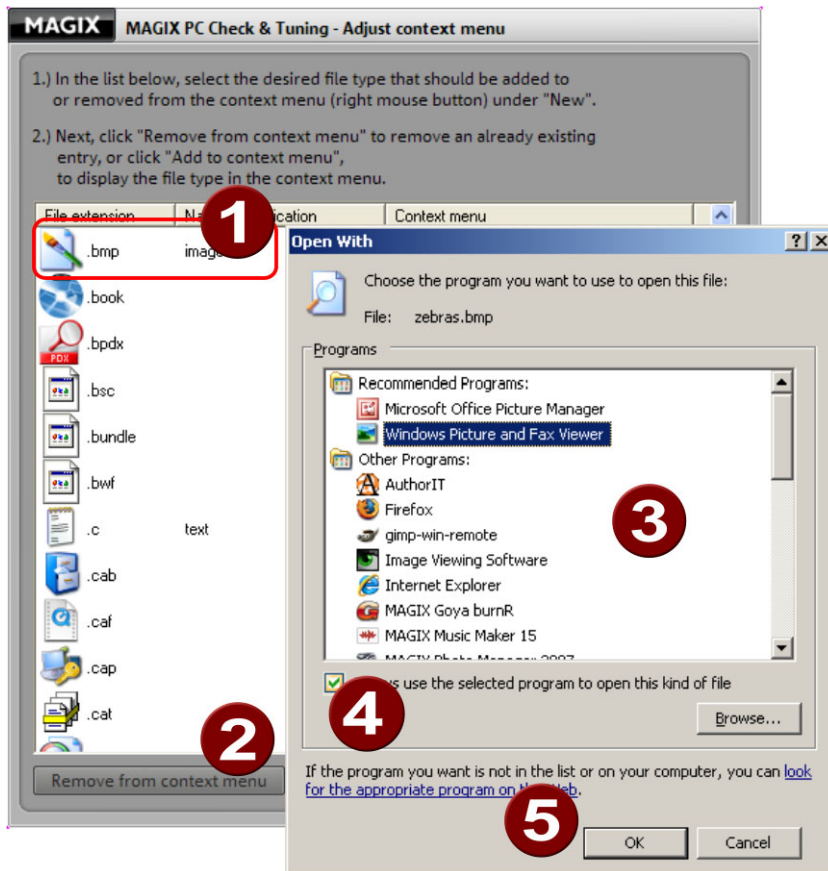 MAGIX MAGIX PC Check & Tuning - Adjust context menu
1.) In the list below, select the desired file type that should be added to
or removed from the context menu (right mouse button) under "New".
2.) Next, click "Remove from context menu" to remove an already existing
entry, or click "Add to context menu",
to display the file type in the context menu.
File extension Context menu
1
.bmp
.book
.bpdx
PDX
.bsc
.bundle
.bwf
.c text
.cab
.caf
.cap
.cat
2
Remove from context menu
Open With
Choose the program you want to use to open this file:
File: zebras.bmp
Programs
Recommended Programs:
Microsoft Office Picture Manager
Windows Picture and Fax Viewer
Other Programs:
AuthorIT
Firefox
gimp-win-remote
Image Viewing Software
Internet Explorer
MAGIX Goya burnR
MAGIX Music Maker 15
MAGIX Photo Manager 2007
3
use the selected program to open this kind of file
4
Browse...
If the program you want is not in the list or on your computer, you can look
for the appropriate program on the Web.
5
OK Cancel